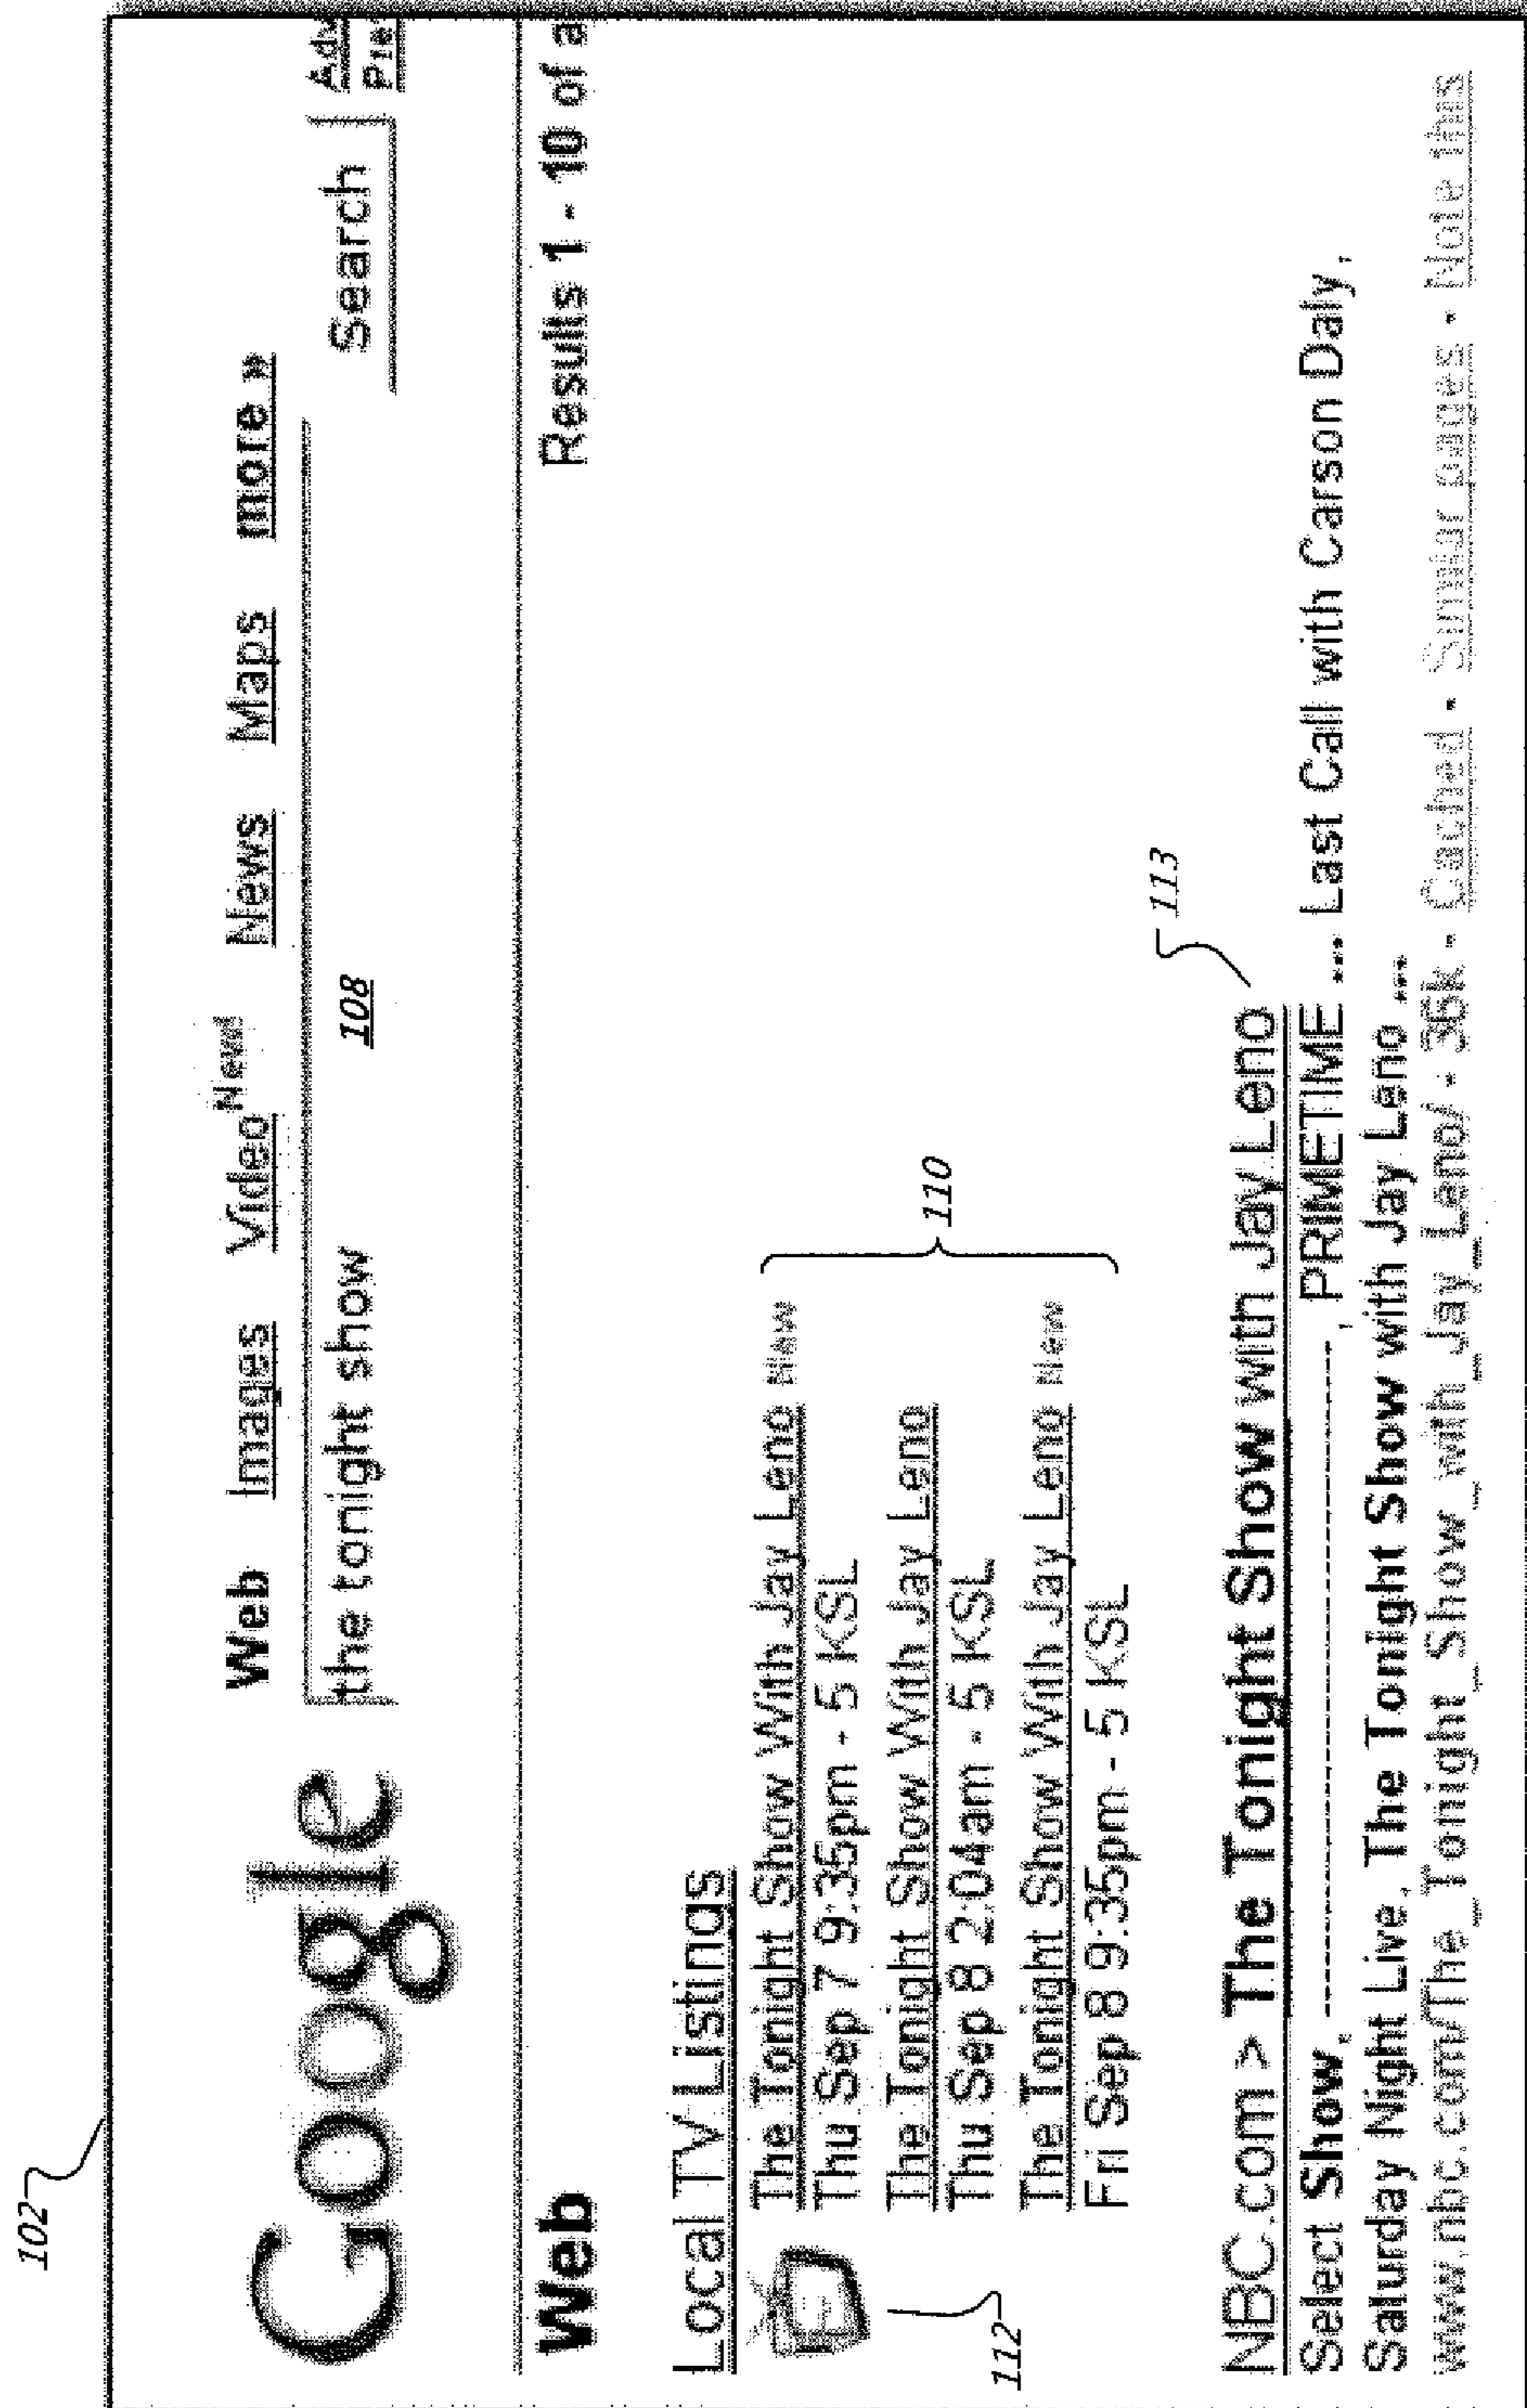 102
Web Images Video New! News Maps more »
Google the tonight show 108 Search Adv
Pre
Web Results 1 - 10 of a
Local TV Listings
The Tonight Show With Jay Leno New
Thu Sep 7 9:35pm - 5 KSL
The Tonight Show With Jay Leno
Thu Sep 8 2:04am - 5 KSL
The Tonight Show With Jay Leno New
Fri Sep 8 9:35pm - 5 KSL
110
112
113
NBC.com > The Tonight Show with Jay Leno
Select Show, --------------------, PRIMETIME ... Last Call with Carson Daly,
Saturday Night Live, The Tonight Show with Jay Leno ...
www.nbc.com/The_Tonight_Show_with_Jay_Leno/ - 36k - Cached - Similar pages - Note this